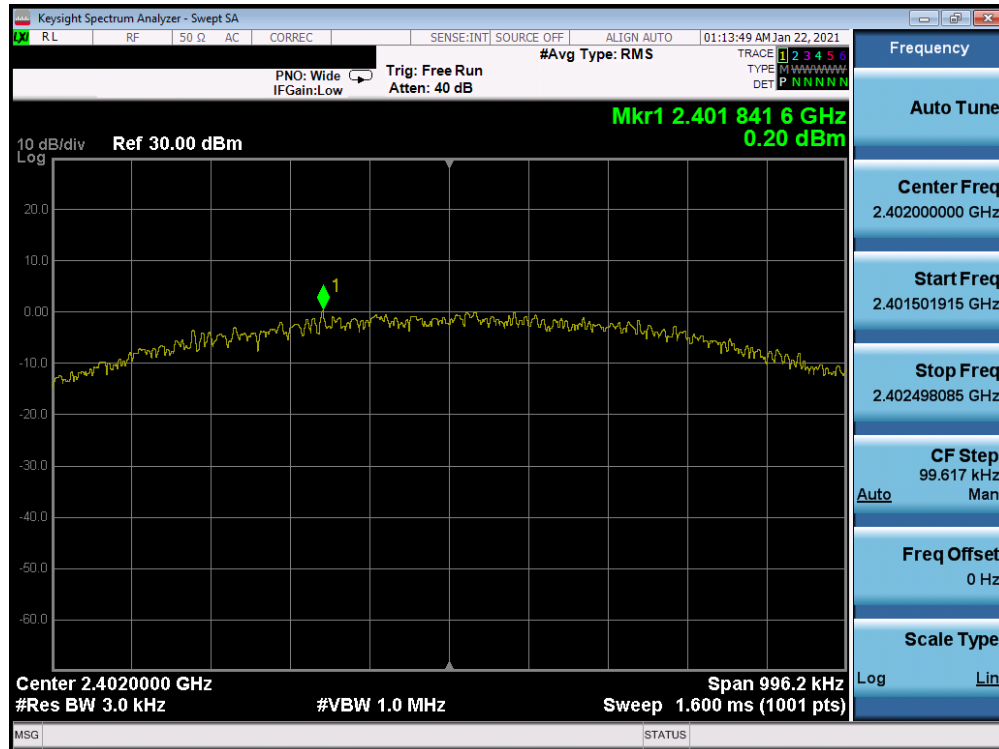 Keysight Spectrum Analyzer - Swept SA
LXI RL RF 50 Ω AC CORREC SENSE:INT SOURCE OFF ALIGN AUTO 01:13:49 AM Jan 22, 2021
#Avg Type: RMS
TRACE 1 2 3 4 5 6
PNO: Wide Trig: Free Run
TYPE M W W W W W
IFGain:Low Atten: 40 dB
DET P N N N N N
Mkr1 2.401 841 6 GHz
0.20 dBm
10 dB/div Ref 30.00 dBm
Log
1
20.0
10.0
0.00
-10.0
-20.0
-30.0
-40.0
-50.0
-60.0
Center 2.4020000 GHz Span 996.2 kHz
#Res BW 3.0 kHz #VBW 1.0 MHz Sweep 1.600 ms (1001 pts)
MSG STATUS
Frequency
Auto Tune
Center Freq
2.402000000 GHz
Start Freq
2.401501915 GHz
Stop Freq
2.402498085 GHz
CF Step
99.617 kHz
Auto Man
Freq Offset
0 Hz
Scale Type
Log Lin